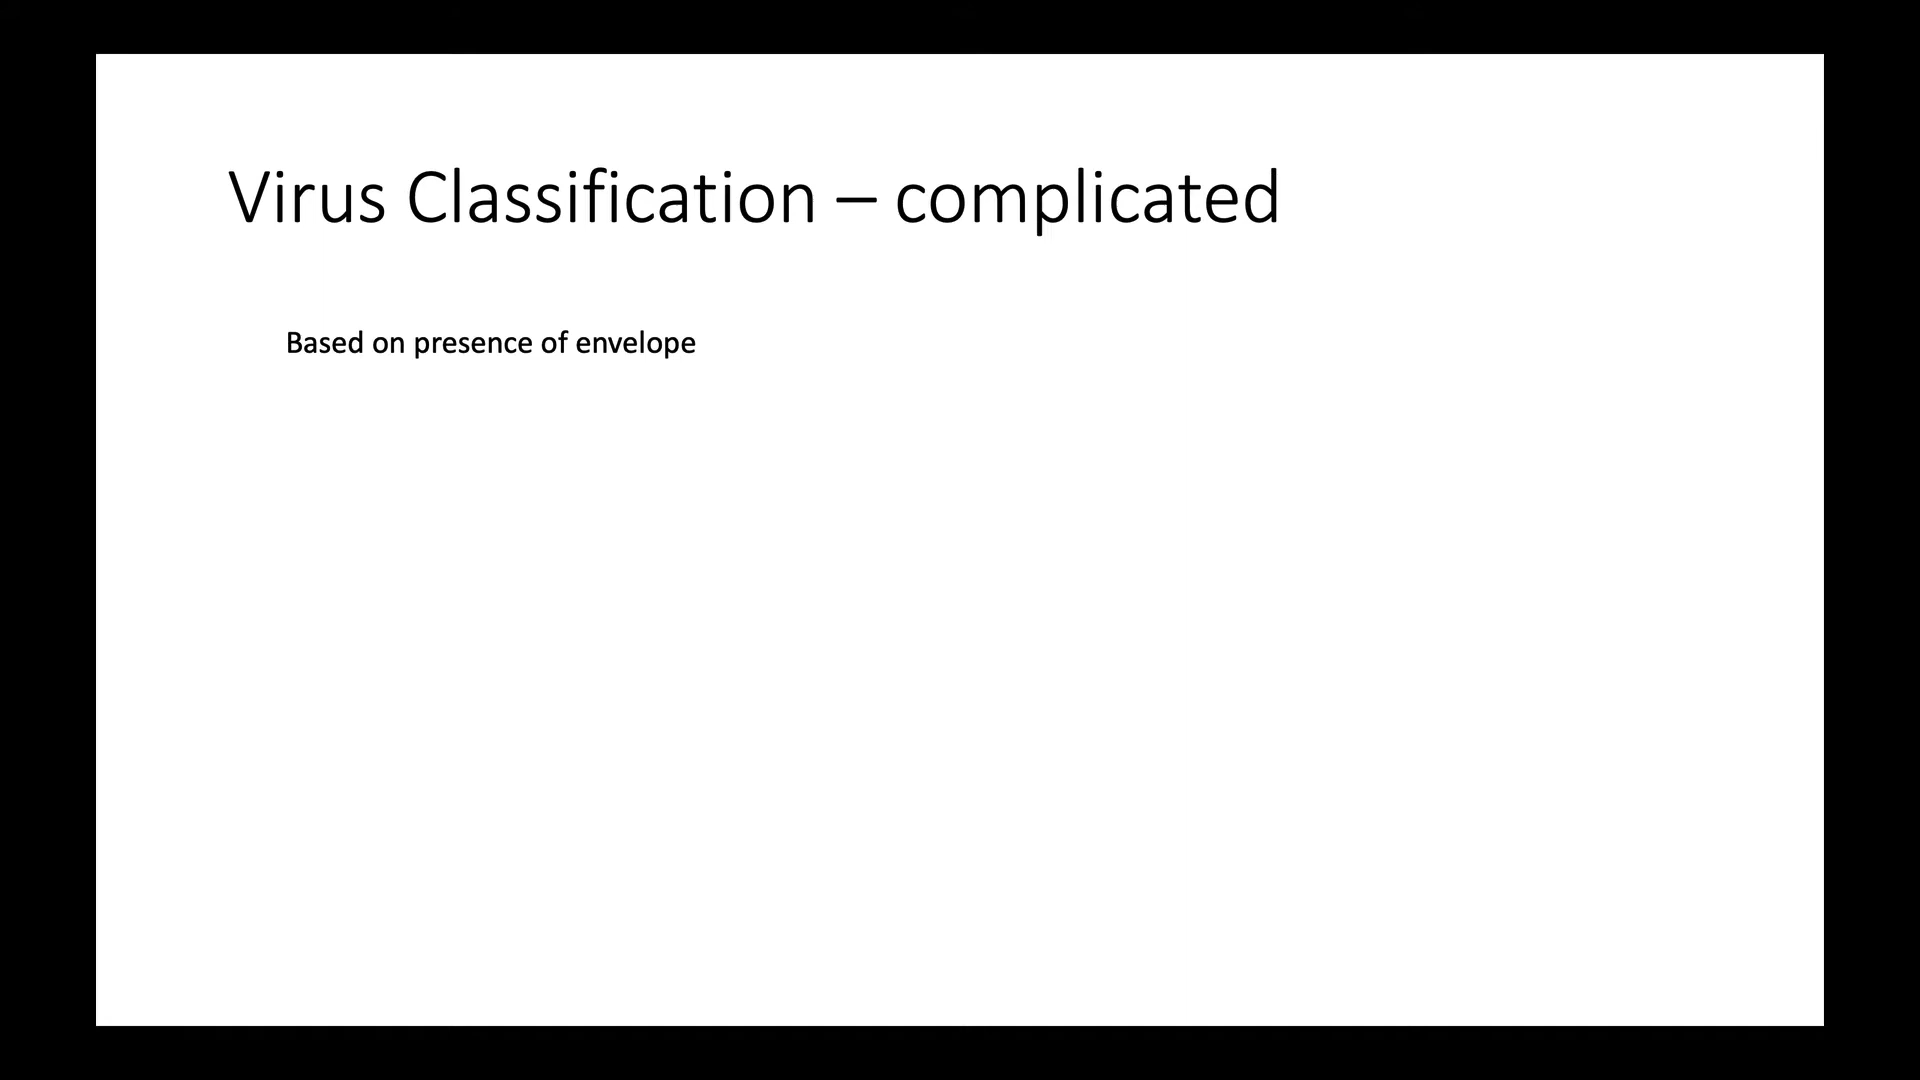 Virus Classification – complicated
Based on presence of envelope